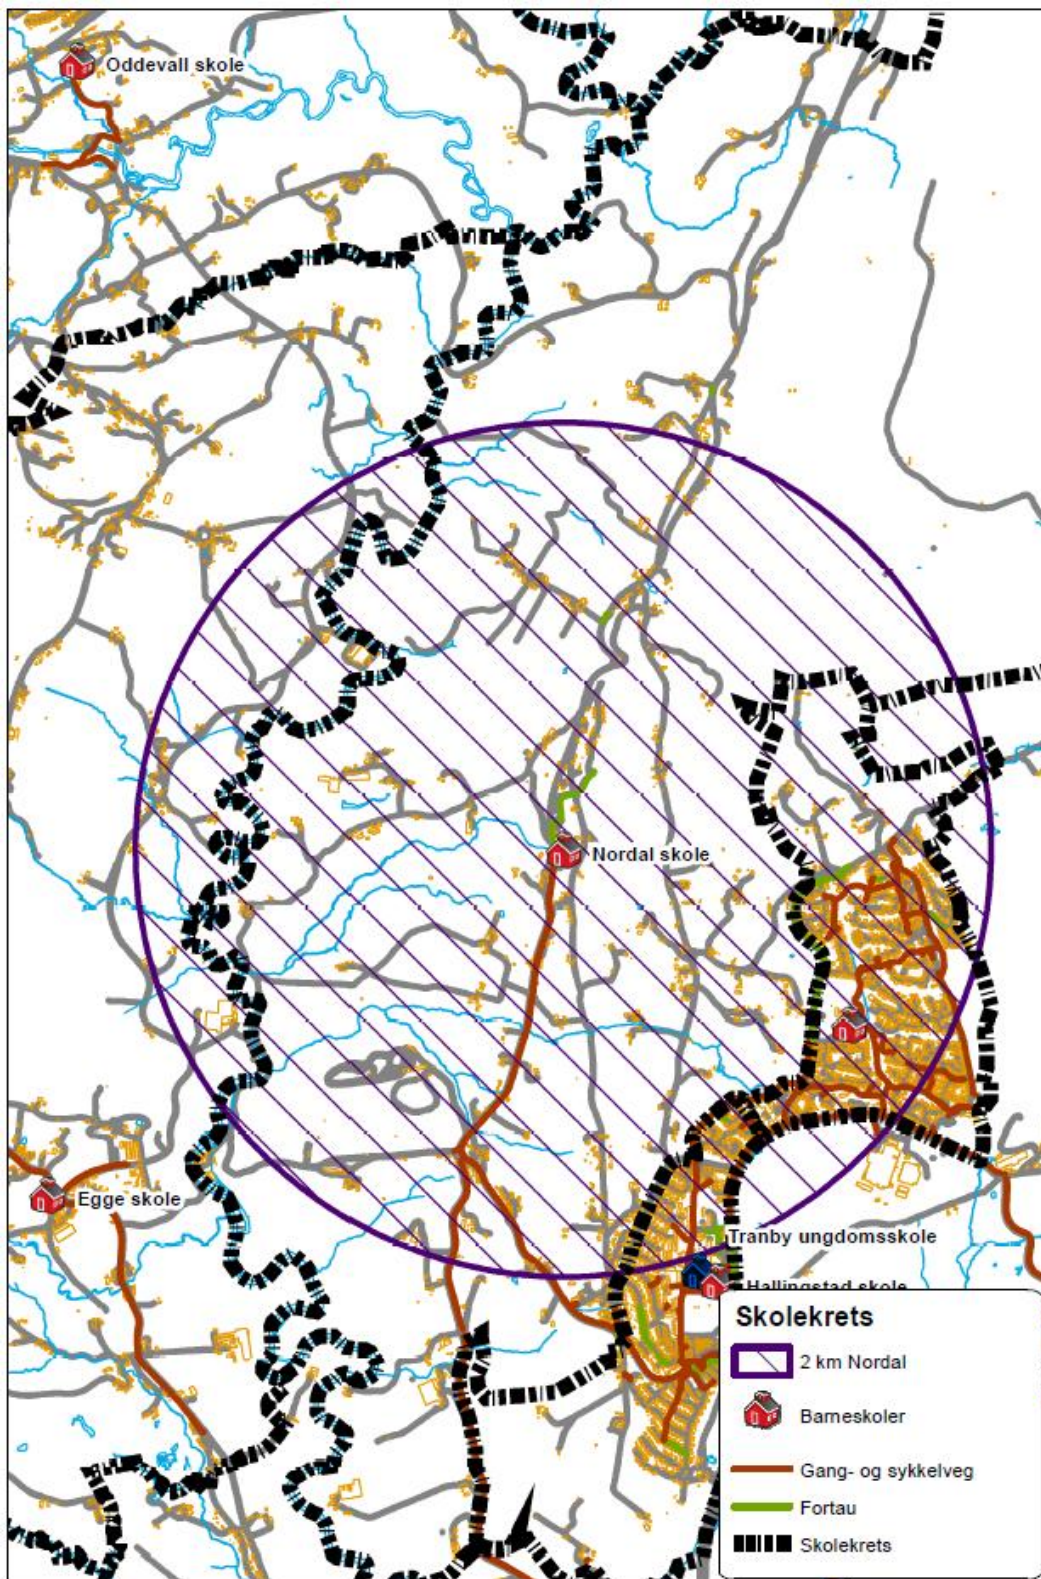 Oddevall skole
Nordal skole
Egge skole
Tranby ungdomsskole
Hallingstad skole
Skolekrets
2 km Nordal
Barneskoler
Gang- og sykkelveg
Fortau
Skolekrets